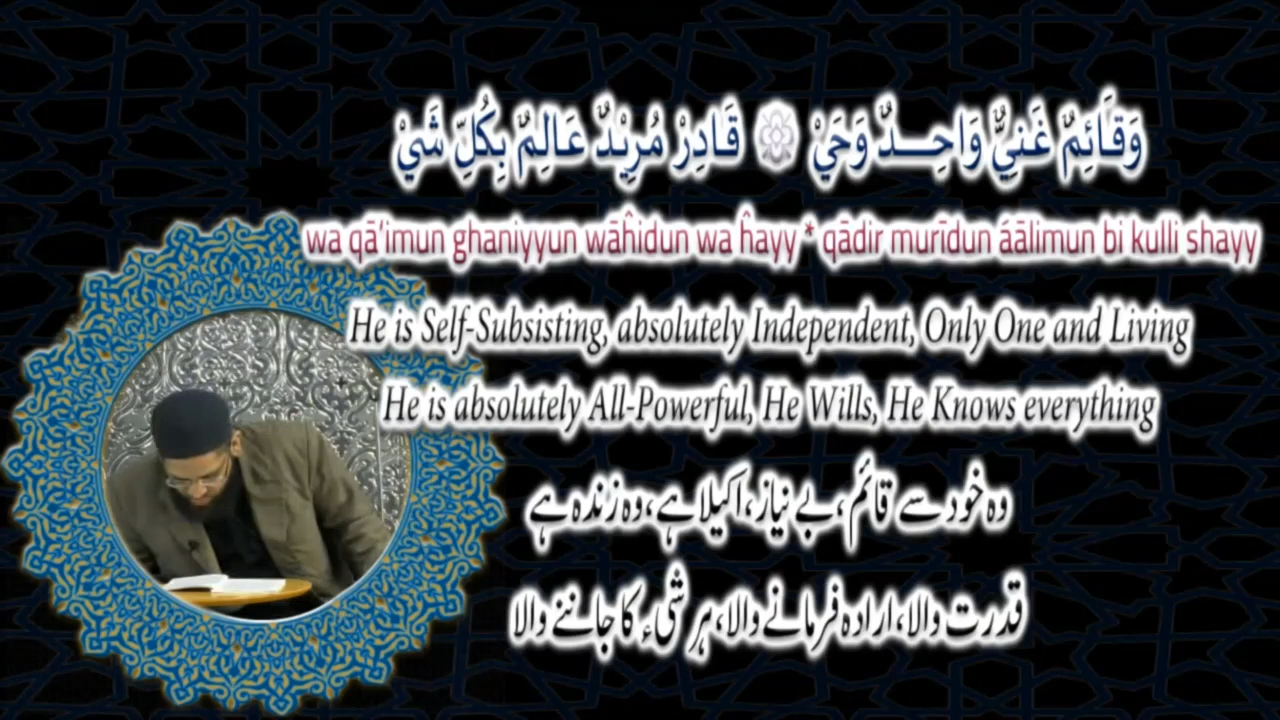 وَقَائِمٌ غَنِيٌّ وَاحِـــدٌ وَحَيْ ۞ قَادِرْ مُرِيْدٌ عَالِمٌ بِكُلِّ شَيْ
wa qā'imun ghaniyyun wāĥidun wa ĥayy * qādir murīdun áālimun bi kulli shayy
He is Self-Subsisting, absolutely Independent, Only One and Living
He is absolutely All-Powerful, He Wills, He Knows everything
وہ خود سے قائم، بے نیاز، اکیلا ہے، وہ زندہ ہے
قدرت والا، ارادہ فرمانے والا، ہر شیٔ کا جاننے والا